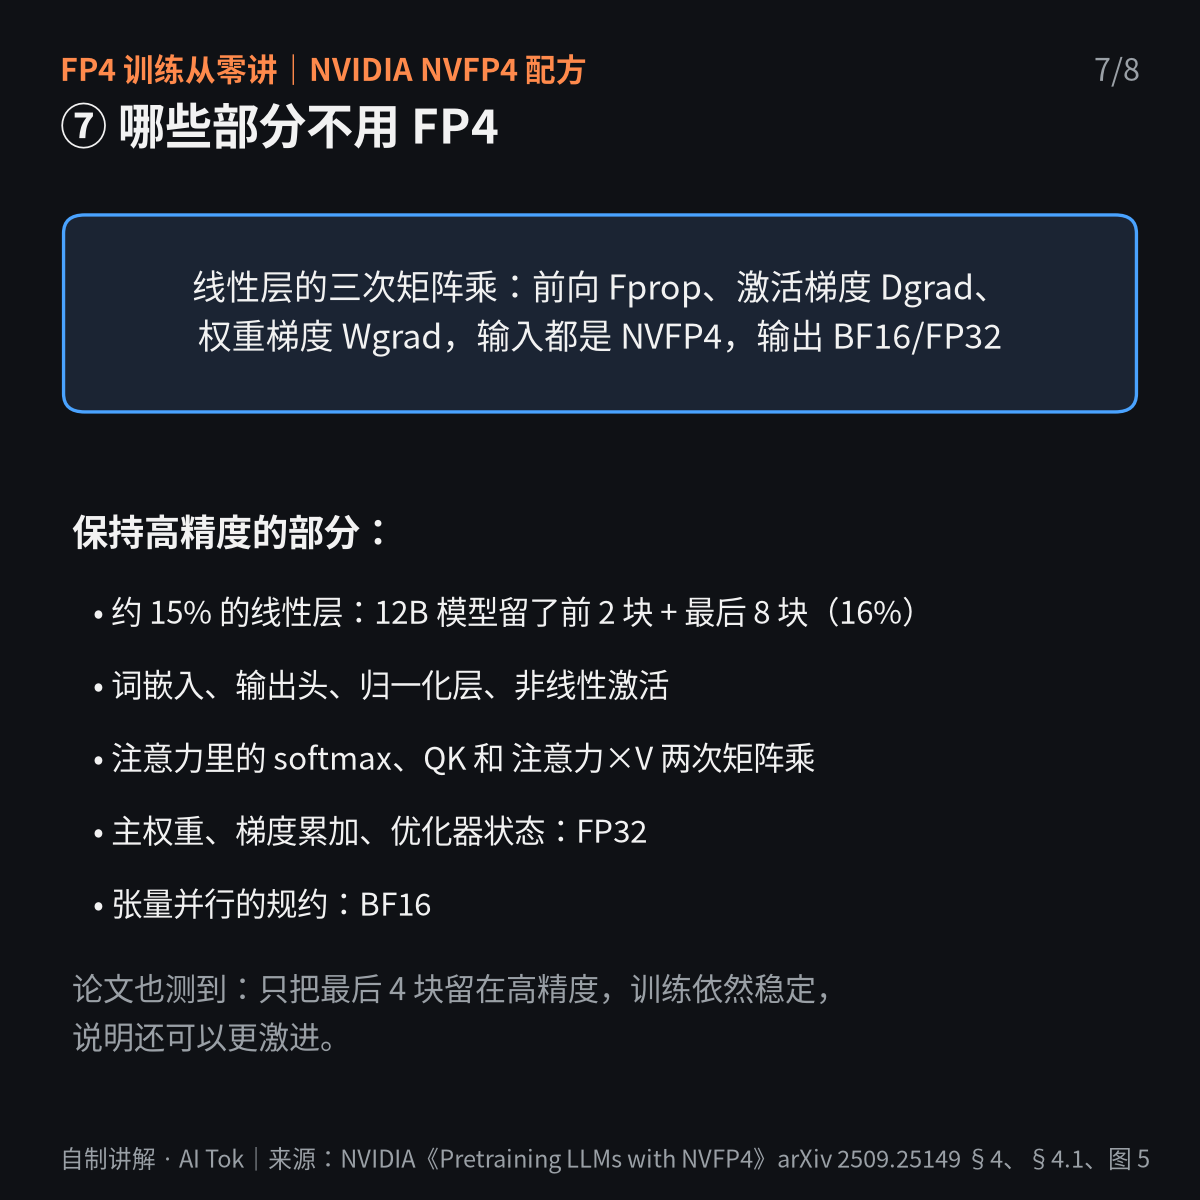 FP4 训练从零讲｜NVIDIA NVFP4 配方
7/8
⑦ 哪些部分不用 FP4
线性层的三次矩阵乘：前向 Fprop、激活梯度 Dgrad、
权重梯度 Wgrad，输入都是 NVFP4，输出 BF16/FP32
保持高精度的部分：
• 约 15% 的线性层：12B 模型留了前 2 块 + 最后 8 块（16%）
• 词嵌入、输出头、归一化层、非线性激活
• 注意力里的 softmax、QK 和 注意力×V 两次矩阵乘
• 主权重、梯度累加、优化器状态：FP32
• 张量并行的规约：BF16
论文也测到：只把最后 4 块留在高精度，训练依然稳定，
说明还可以更激进。
自制讲解 · AI Tok｜来源：NVIDIA《Pretraining LLMs with NVFP4》arXiv 2509.25149 §4、§4.1、图 5